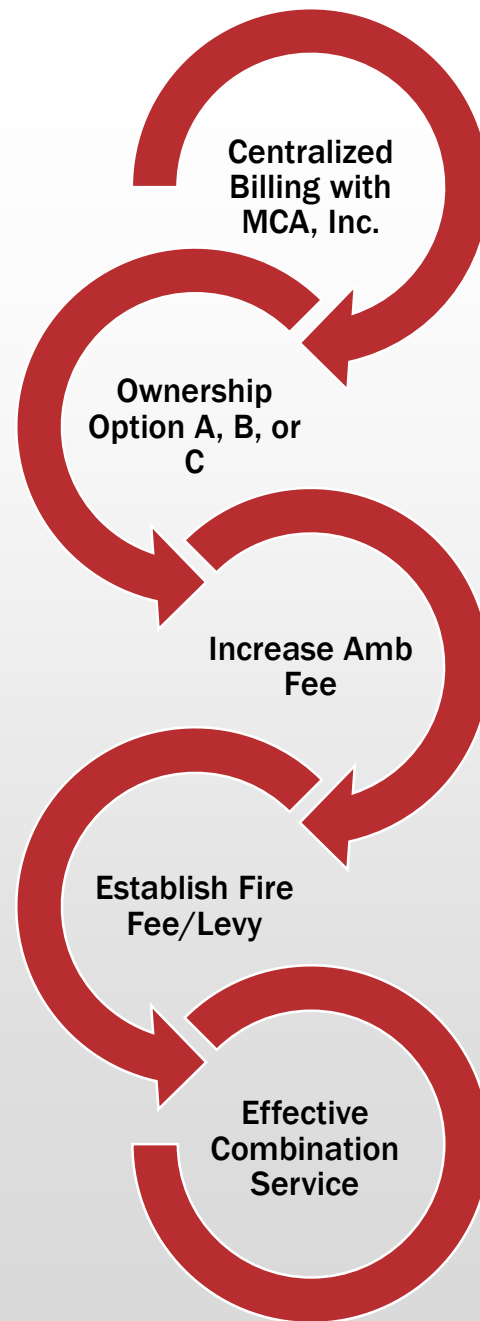 Centralized
Billing with
MCA, Inc.
Ownership
Option A, B, or
C
Increase Amb
Fee
Establish Fire
Fee/Levy
Effective
Combination
Service